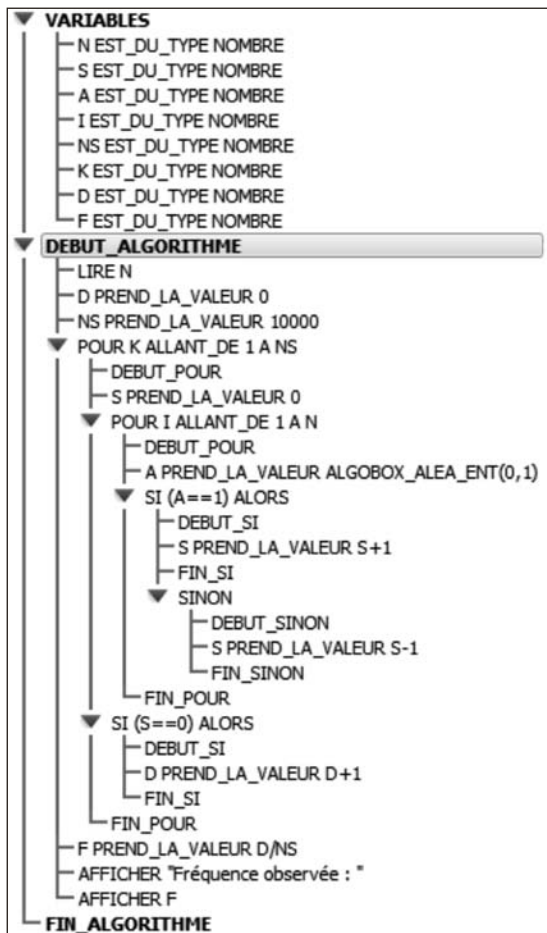 VARIABLES
N EST_DU_TYPE NOMBRE
S EST_DU_TYPE NOMBRE
A EST_DU_TYPE NOMBRE
I EST_DU_TYPE NOMBRE
NS EST_DU_TYPE NOMBRE
K EST_DU_TYPE NOMBRE
D EST_DU_TYPE NOMBRE
F EST_DU_TYPE NOMBRE
DEBUT_ALGORITHME
LIRE N
D PREND_LA_VALEUR 0
NS PREND_LA_VALEUR 10000
POUR K ALLANT_DE 1 A NS
DEBUT_POUR
S PREND_LA_VALEUR 0
POUR I ALLANT_DE 1 A N
DEBUT_POUR
A PREND_LA_VALEUR ALGOBOX_ALEA_ENT(0,1)
SI (A==1) ALORS
DEBUT_SI
S PREND_LA_VALEUR S+1
FIN_SI
SINON
DEBUT_SINON
S PREND_LA_VALEUR S-1
FIN_SINON
FIN_POUR
SI (S==0) ALORS
DEBUT_SI
D PREND_LA_VALEUR D+1
FIN_SI
FIN_POUR
F PREND_LA_VALEUR D/NS
AFFICHER "Fréquence observée : "
AFFICHER F
FIN_ALGORITHME